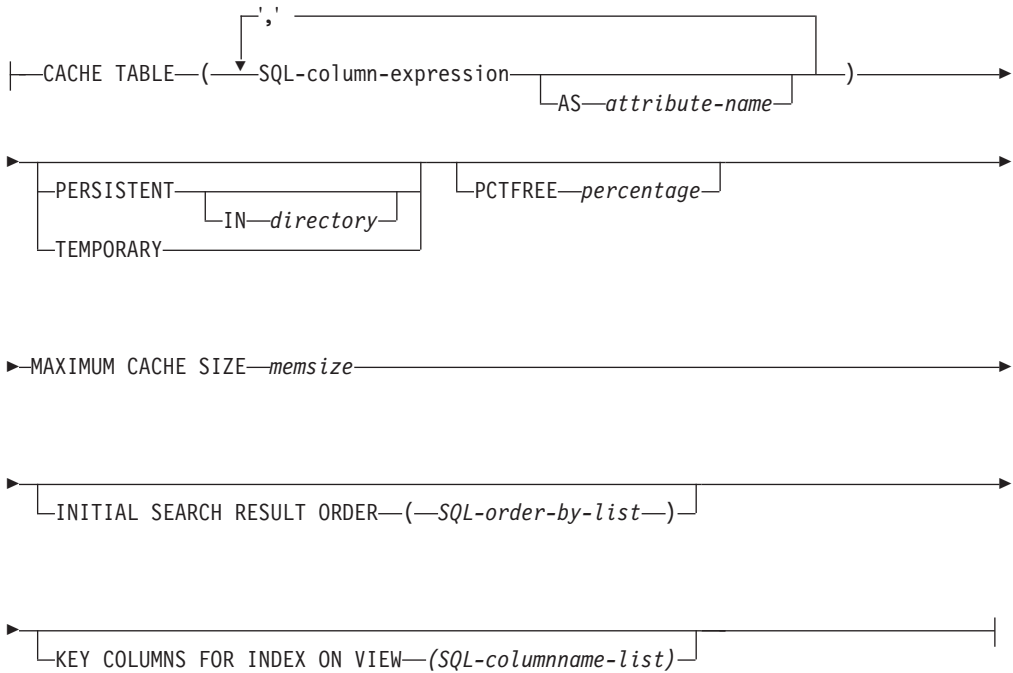 ','
CACHE TABLE ( SQL-column-expression )
AS attribute-name
PERSISTENT PCTFREE percentage
IN directory
TEMPORARY
MAXIMUM CACHE SIZE memsize
INITIAL SEARCH RESULT ORDER ( SQL-order-by-list )
KEY COLUMNS FOR INDEX ON VIEW (SQL-columnname-list)